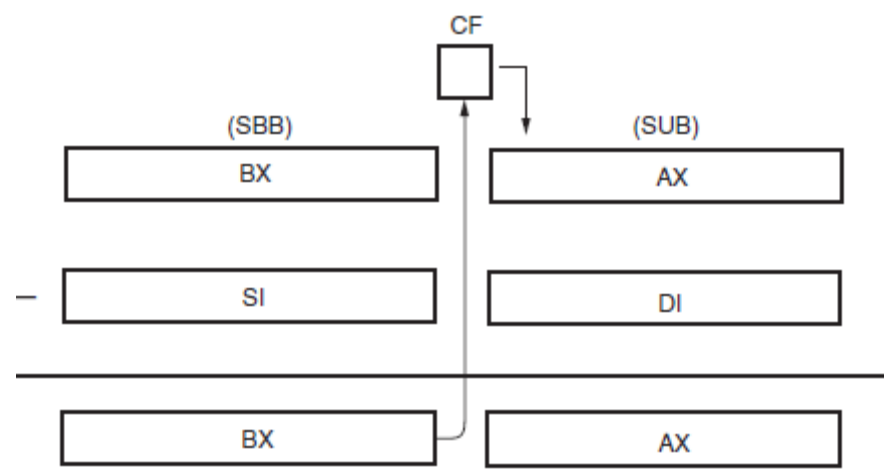 CF
(SBB) (SUB)
BX AX
– SI DI
BX AX